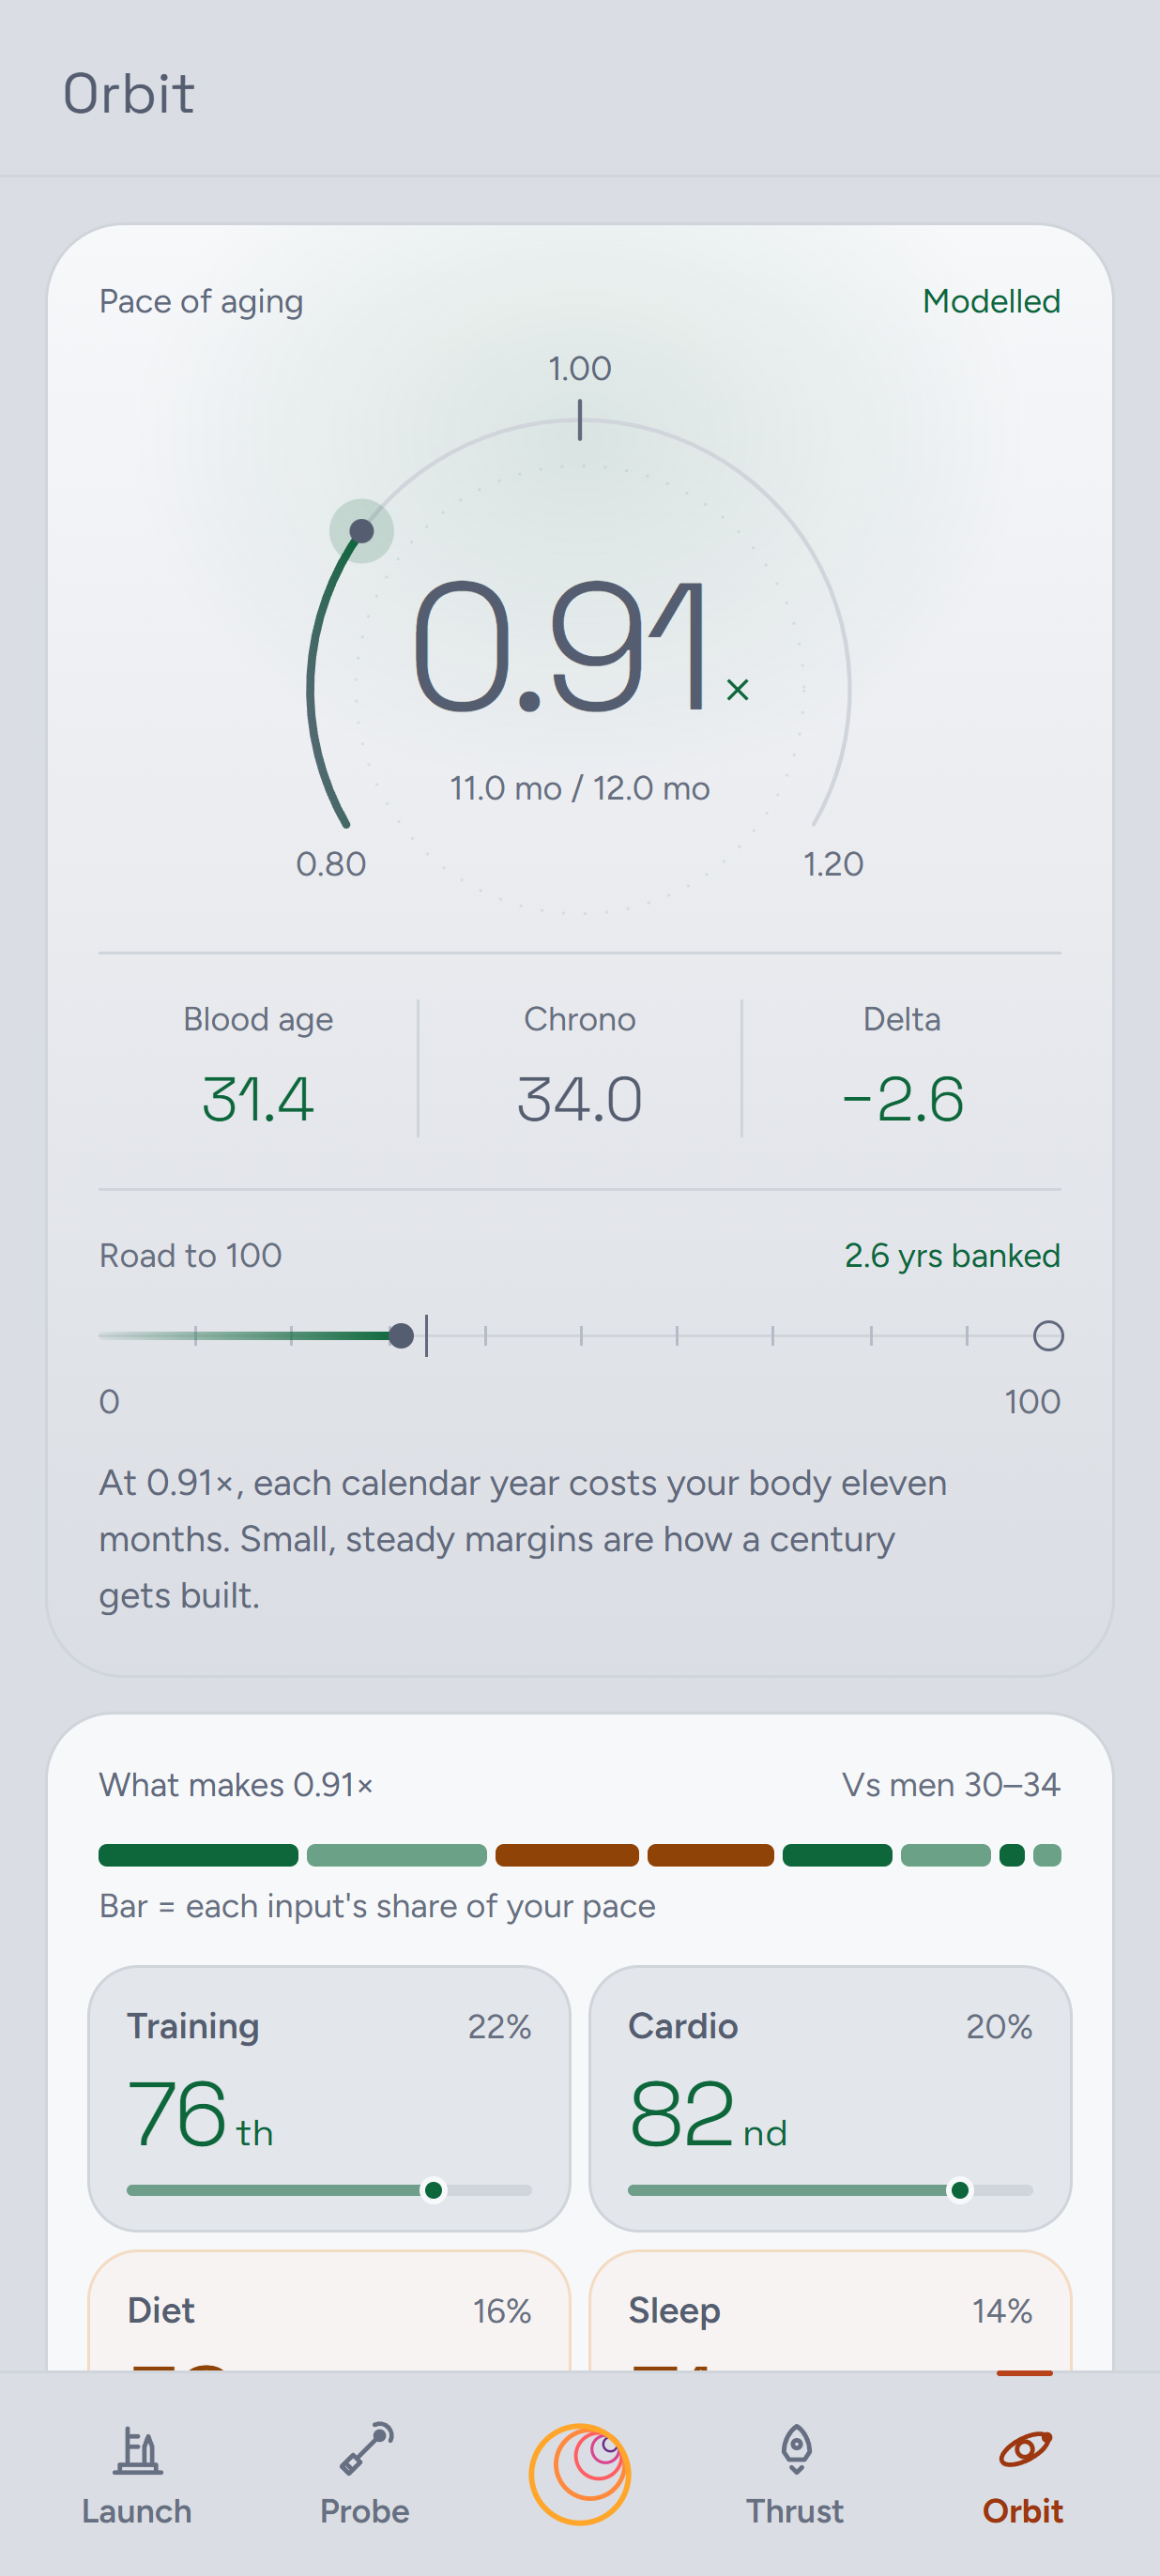 Orbit
Pace of aging
Modelled
1.00
0.91×
11.0 mo / 12.0 mo
0.80
1.20
Blood age
Chrono
Delta
31.4
34.0
−2.6
Road to 100
2.6 yrs banked
0
100
At 0.91×, each calendar year costs your body eleven
months. Small, steady margins are how a century
gets built.
What makes 0.91×
Vs men 30–34
Bar = each input's share of your pace
Training
22%
Cardio
20%
76 th
82 nd
Diet
16%
Sleep
14%
Launch
Probe
Thrust
Orbit